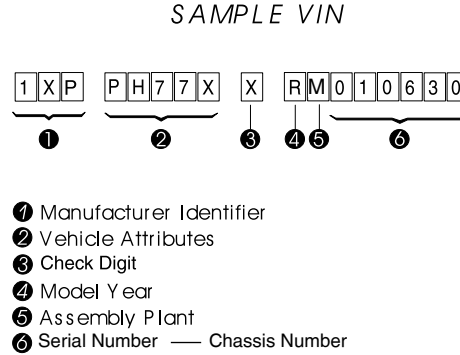 SAMPLE VIN
1XP PH77X X RM010630
1 2 3 4 5 6
1 Manufacturer Identifier
2 Vehicle Attributes
3 Check Digit
4 Model Year
5 Assembly Plant
6 Serial Number — Chassis Number